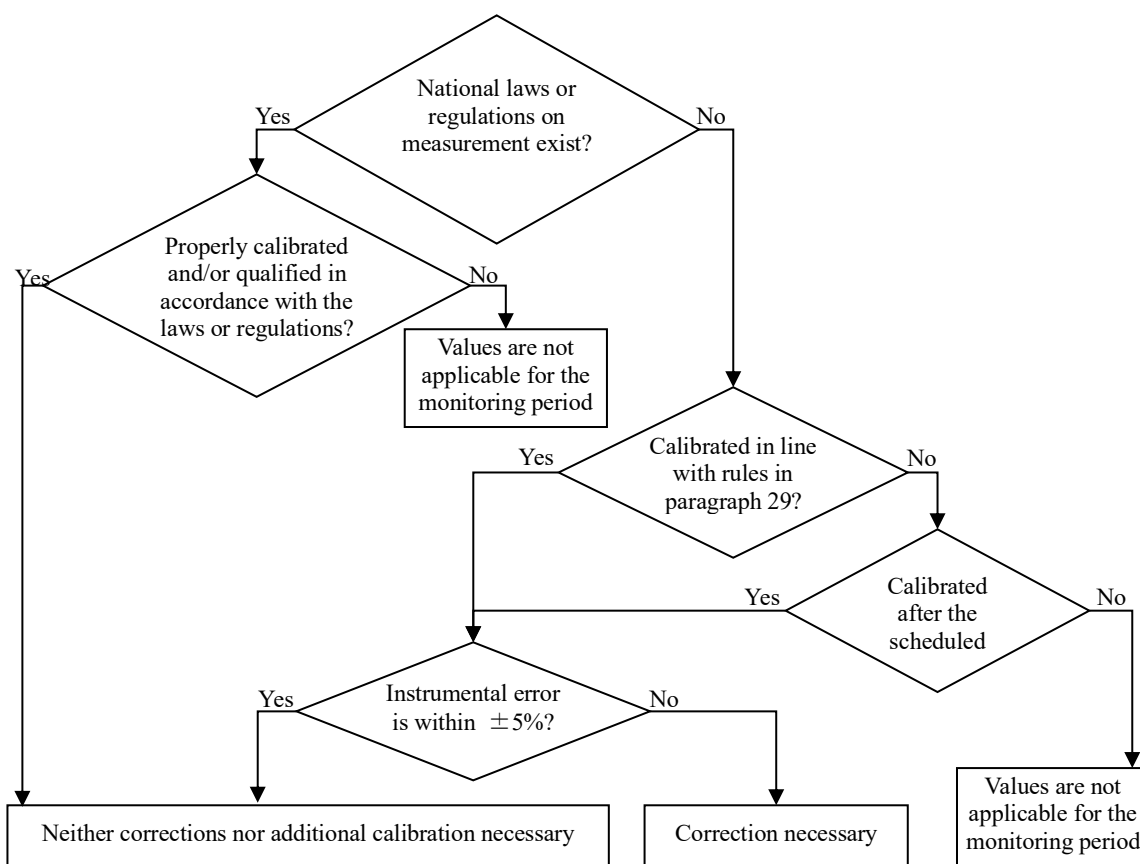 National laws or
regulations on
measurement exist?
Yes
No
Properly calibrated
and/or qualified in
accordance with the
laws or regulations?
Yes
No
Values are not
applicable for the
monitoring period
Calibrated in line
with rules in
paragraph 29?
Yes
No
Calibrated
after the
scheduled
Yes
No
Instrumental error
is within ±5%?
Yes
No
Neither corrections nor additional calibration necessary
Correction necessary
Values are not
applicable for the
monitoring period